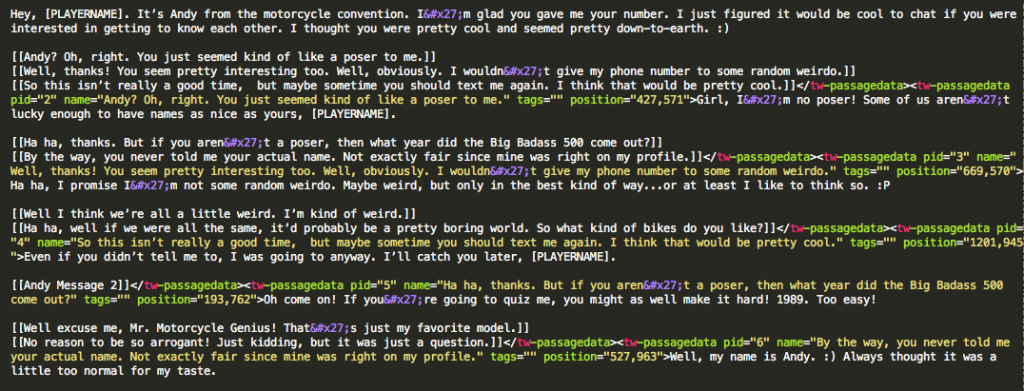 Hey, [PLAYERNAME]. It’s Andy from the motorcycle convention. I&#x27;m glad you gave me your number. I just figured it would be cool to chat if you were
interested in getting to know each other. I thought you were pretty cool and seemed pretty down-to-earth. :)
[[Andy? Oh, right. You just seemed kind of like a poser to me.]]
[[Well, thanks! You seem pretty interesting too. Well, obviously. I wouldn&#x27;t give my phone number to some random weirdo.]]
[[So this isn’t really a good time,  but maybe sometime you should text me again. I think that would be pretty cool.]]</tw-passagedata><tw-passagedata
pid="2" name="Andy? Oh, right. You just seemed kind of like a poser to me." tags="" position="427,571">Girl, I&#x27;m no poser! Some of us aren&#x27;t
lucky enough to have names as nice as yours, [PLAYERNAME].
[[Ha ha, thanks. But if you aren&#x27;t a poser, then what year did the Big Badass 500 come out?]]
[[By the way, you never told me your actual name. Not exactly fair since mine was right on my profile.]]</tw-passagedata><tw-passagedata pid="3" name="
Well, thanks! You seem pretty interesting too. Well, obviously. I wouldn&#x27;t give my phone number to some random weirdo." tags="" position="669,570">
Ha ha, I promise I&#x27;m not some random weirdo. Maybe weird, but only in the best kind of way...or at least I like to think so. :P
[[Well I think we’re all a little weird. I’m kind of weird.]]
[[Ha ha, well if we were all the same, it’d probably be a pretty boring world. So what kind of bikes do you like?]]</tw-passagedata><tw-passagedata pid=
"4" name="So this isn’t really a good time,  but maybe sometime you should text me again. I think that would be pretty cool." tags="" position="1201,945
">Even if you didn’t tell me to, I was going to anyway. I’ll catch you later, [PLAYERNAME].
[[Andy Message 2]]</tw-passagedata><tw-passagedata pid="5" name="Ha ha, thanks. But if you aren&#x27;t a poser, then what year did the Big Badass 500
come out?" tags="" position="193,762">Oh come on! If you&#x27;re going to quiz me, you might as well make it hard! 1989. Too easy!
[[Well excuse me, Mr. Motorcycle Genius! That&#x27;s just my favorite model.]]
[[No reason to be so arrogant! Just kidding, but it was just a question.]]</tw-passagedata><tw-passagedata pid="6" name="By the way, you never told me
your actual name. Not exactly fair since mine was right on my profile." tags="" position="527,963">Well, my name is Andy. :) Always thought it was a
little too normal for my taste.